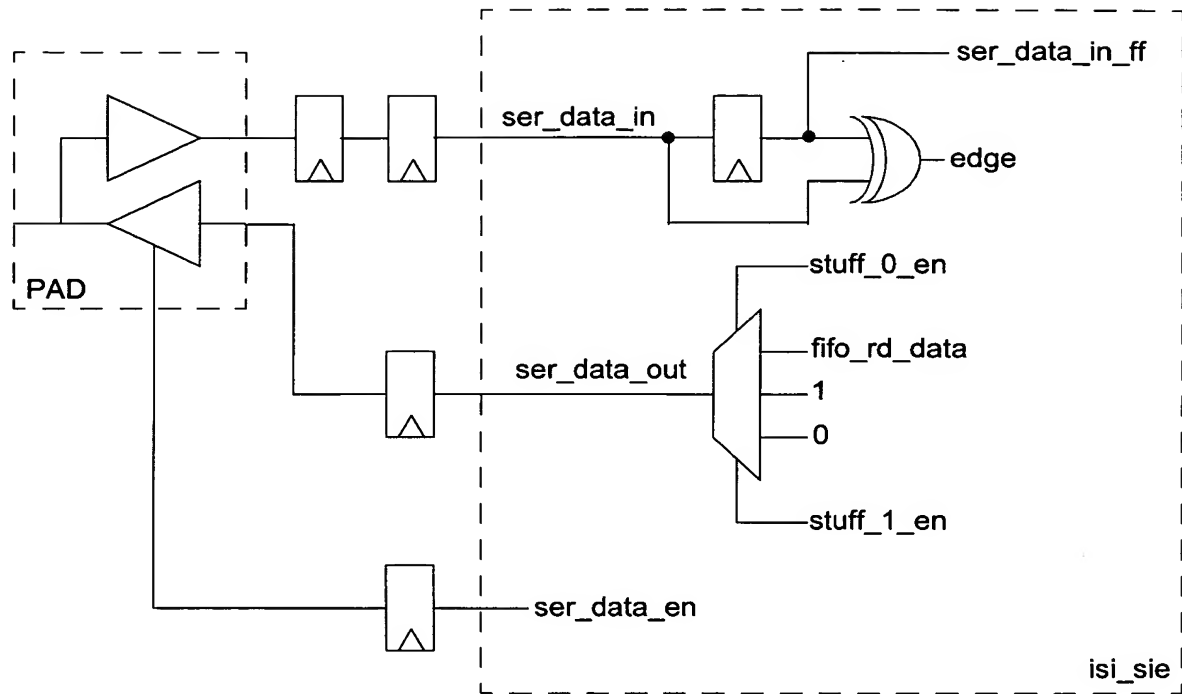 ser_data_in_ff
ser_data_in
edge
PAD
stuff_0_en
fifo_rd_data
ser_data_out
1
0
stuff_1_en
ser_data_en
isi_sie